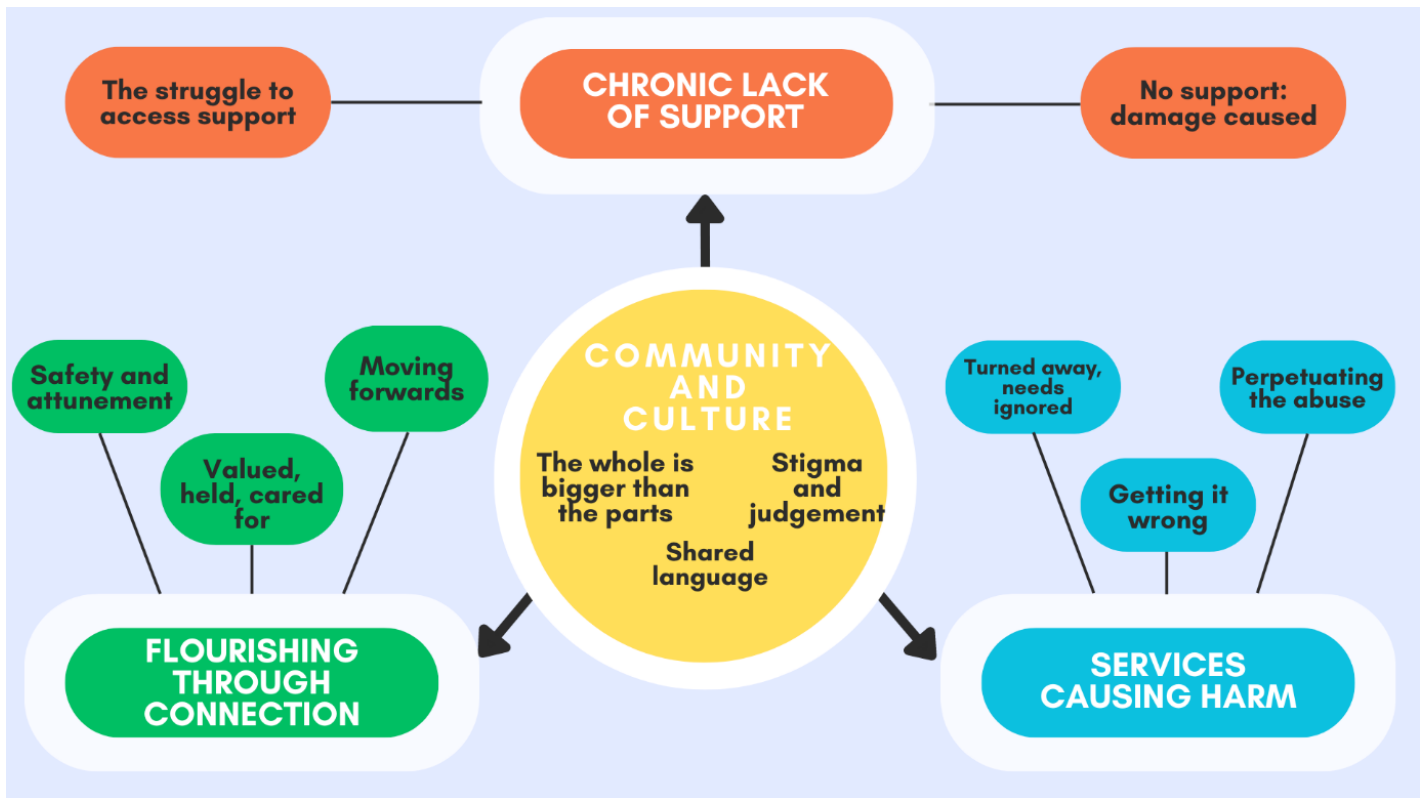 The struggle to
access support
CHRONIC LACK
OF SUPPORT
No support:
damage caused
Safety and
attunement
Valued,
held, cared
for
Moving
forwards
COMMUNITY
AND
CULTURE
The whole is
bigger than
the parts
Stigma
and
judgement
Shared
language
Turned away,
needs
ignored
Getting it
wrong
Perpetuating
the abuse
FLOURISHING
THROUGH
CONNECTION
SERVICES
CAUSING HARM